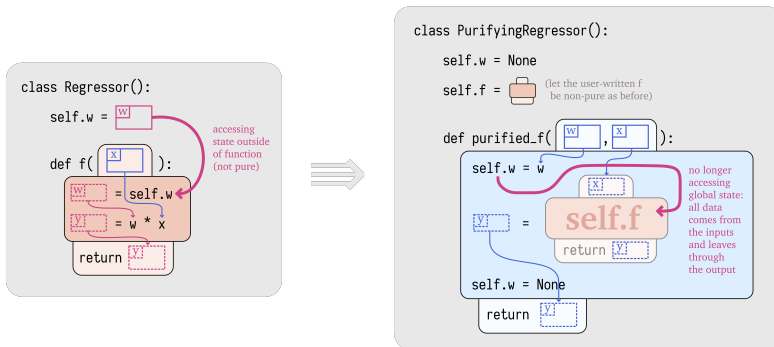 class Regressor():
self.w = w
accessing
state outside
of function
(not pure)
def f( x ):
w = self.w
y = w * x
return y
class PurifyingRegressor():
self.w = None
self.f =
(let the user-written f
be non-pure as before)
def purified_f( w , x ):
self.w = w
no longer
accessing
global state:
all data
comes from
the inputs
and leaves
through
the output
x
y = self.f
return y
self.w = None
return y